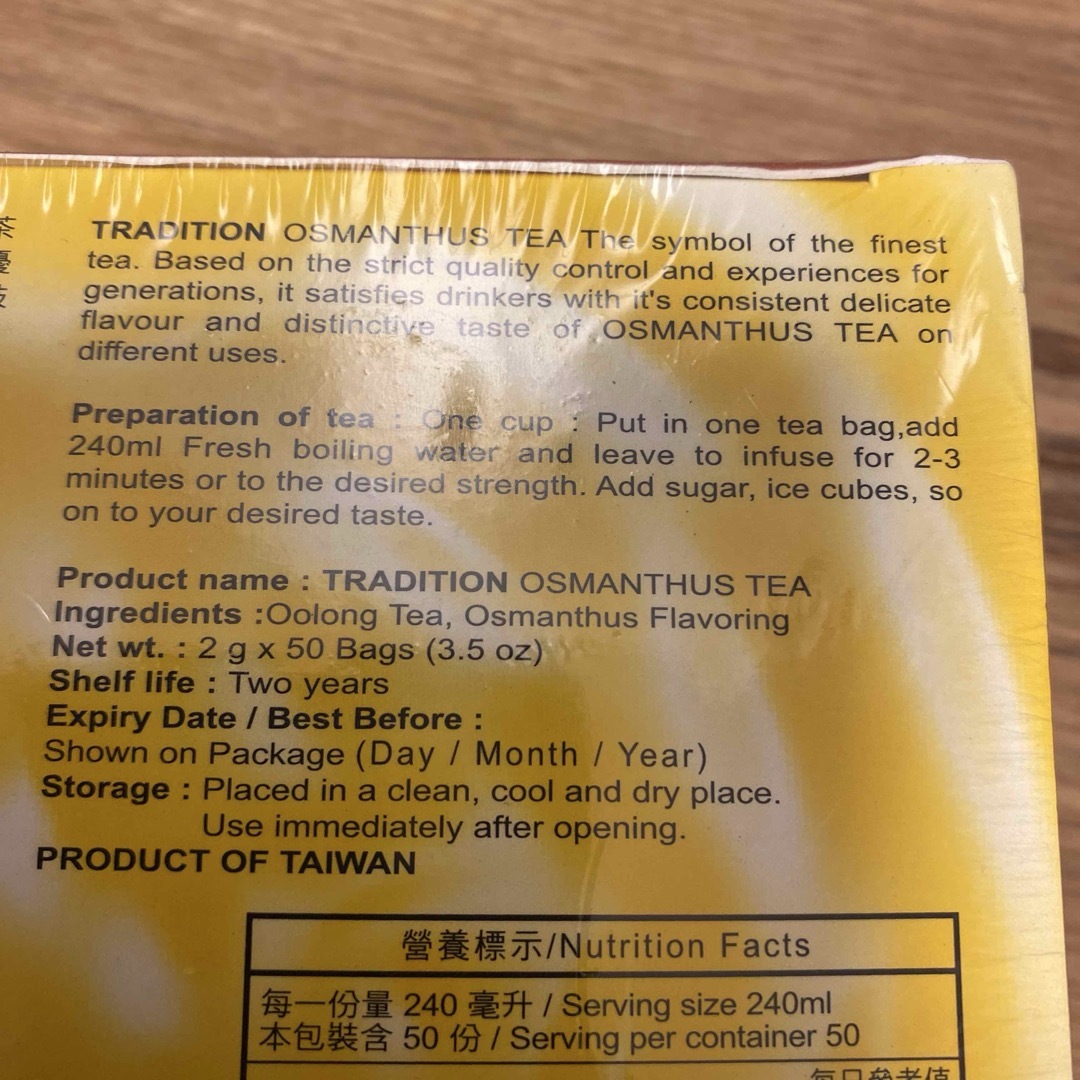 TRADITION OSMANTHUS TEA The symbol of the finest
tea. Based on the strict quality control and experiences for
generations, it satisfies drinkers with it's consistent delicate
flavour and distinctive taste of OSMANTHUS TEA on
different uses.
Preparation of tea : One cup : Put in one tea bag,add
240ml Fresh boiling water and leave to infuse for 2-3
minutes or to the desired strength. Add sugar, ice cubes, so
on to your desired taste.
Product name : TRADITION OSMANTHUS TEA
Ingredients :Oolong Tea, Osmanthus Flavoring
Net wt. : 2 g x 50 Bags (3.5 oz)
Shelf life : Two years
Expiry Date / Best Before :
Shown on Package (Day / Month / Year)
Storage : Placed in a clean, cool and dry place.
Use immediately after opening.
PRODUCT OF TAIWAN
營養標示/Nutrition Facts
每一份量 240 毫升 / Serving size 240ml
本包裝含 50 份 / Serving per container 50
每日參考值